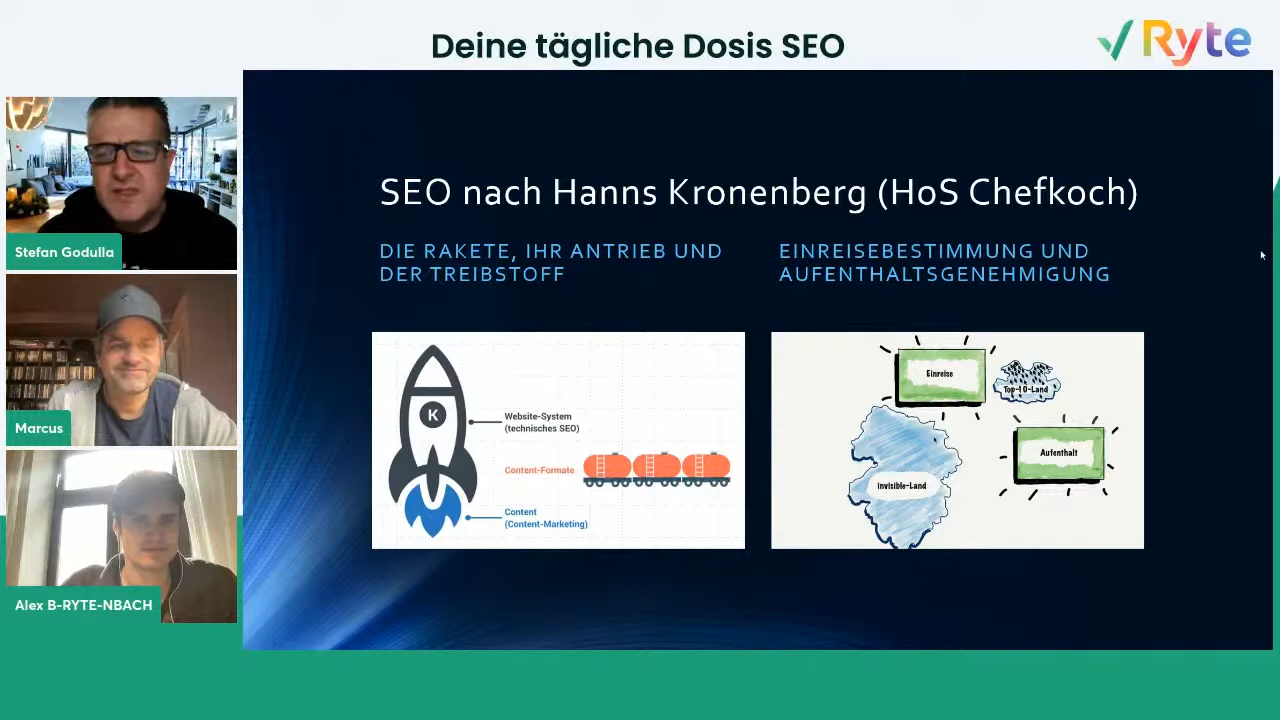 Deine tägliche Dosis SEO
Ryte
Stefan Godulla
Marcus
Alex B-RYTE-NBACH
SEO nach Hanns Kronenberg (HoS Chefkoch)
DIE RAKETE, IHR ANTRIEB UND
DER TREIBSTOFF
K
Website-System
(technisches SEO)
Content-Formate
Content
(Content-Marketing)
EINREISEBESTIMMUNG UND
AUFENTHALTSGENEHMIGUNG
Einreise
Top-10-Land
Aufenthalt
invisible-Land